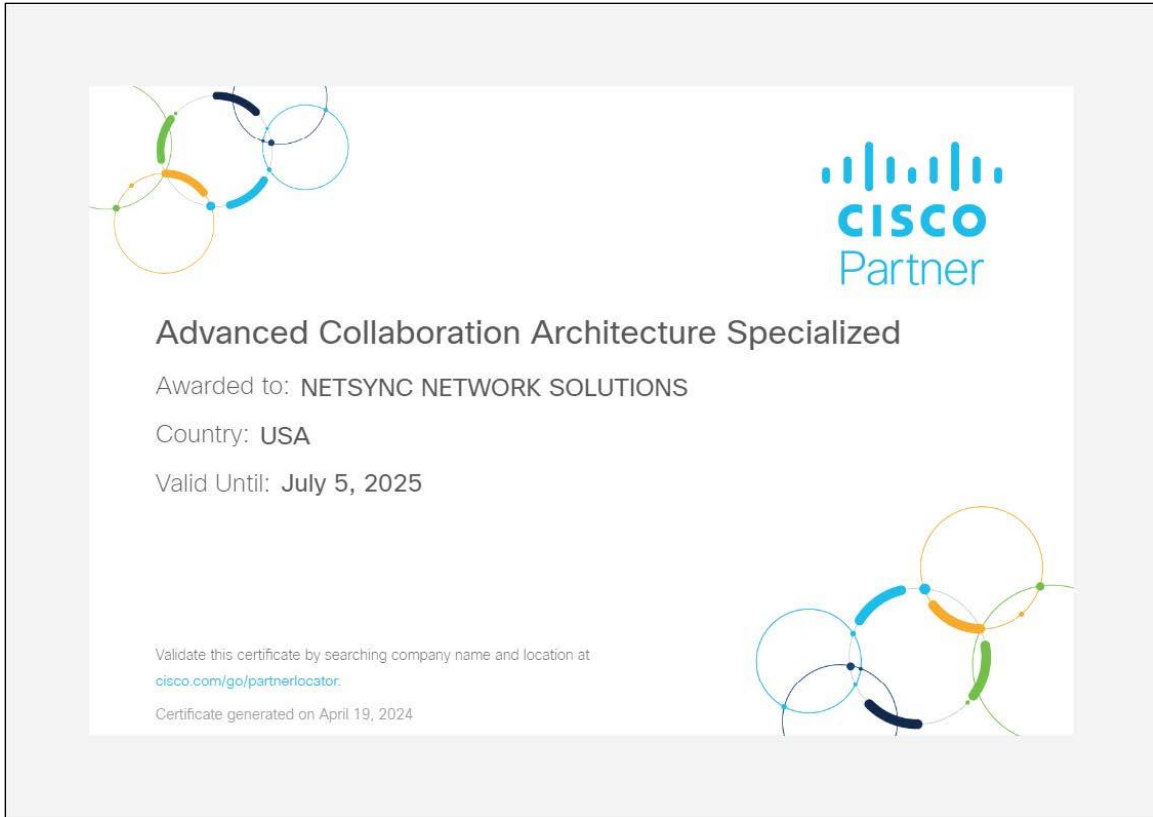 CISCO
Partner
Advanced Collaboration Architecture Specialized
Awarded to: NETSYNC NETWORK SOLUTIONS
Country: USA
Valid Until: July 5, 2025
Validate this certificate by searching company name and location at
cisco.com/go/partnerlocator.
Certificate generated on April 19, 2024